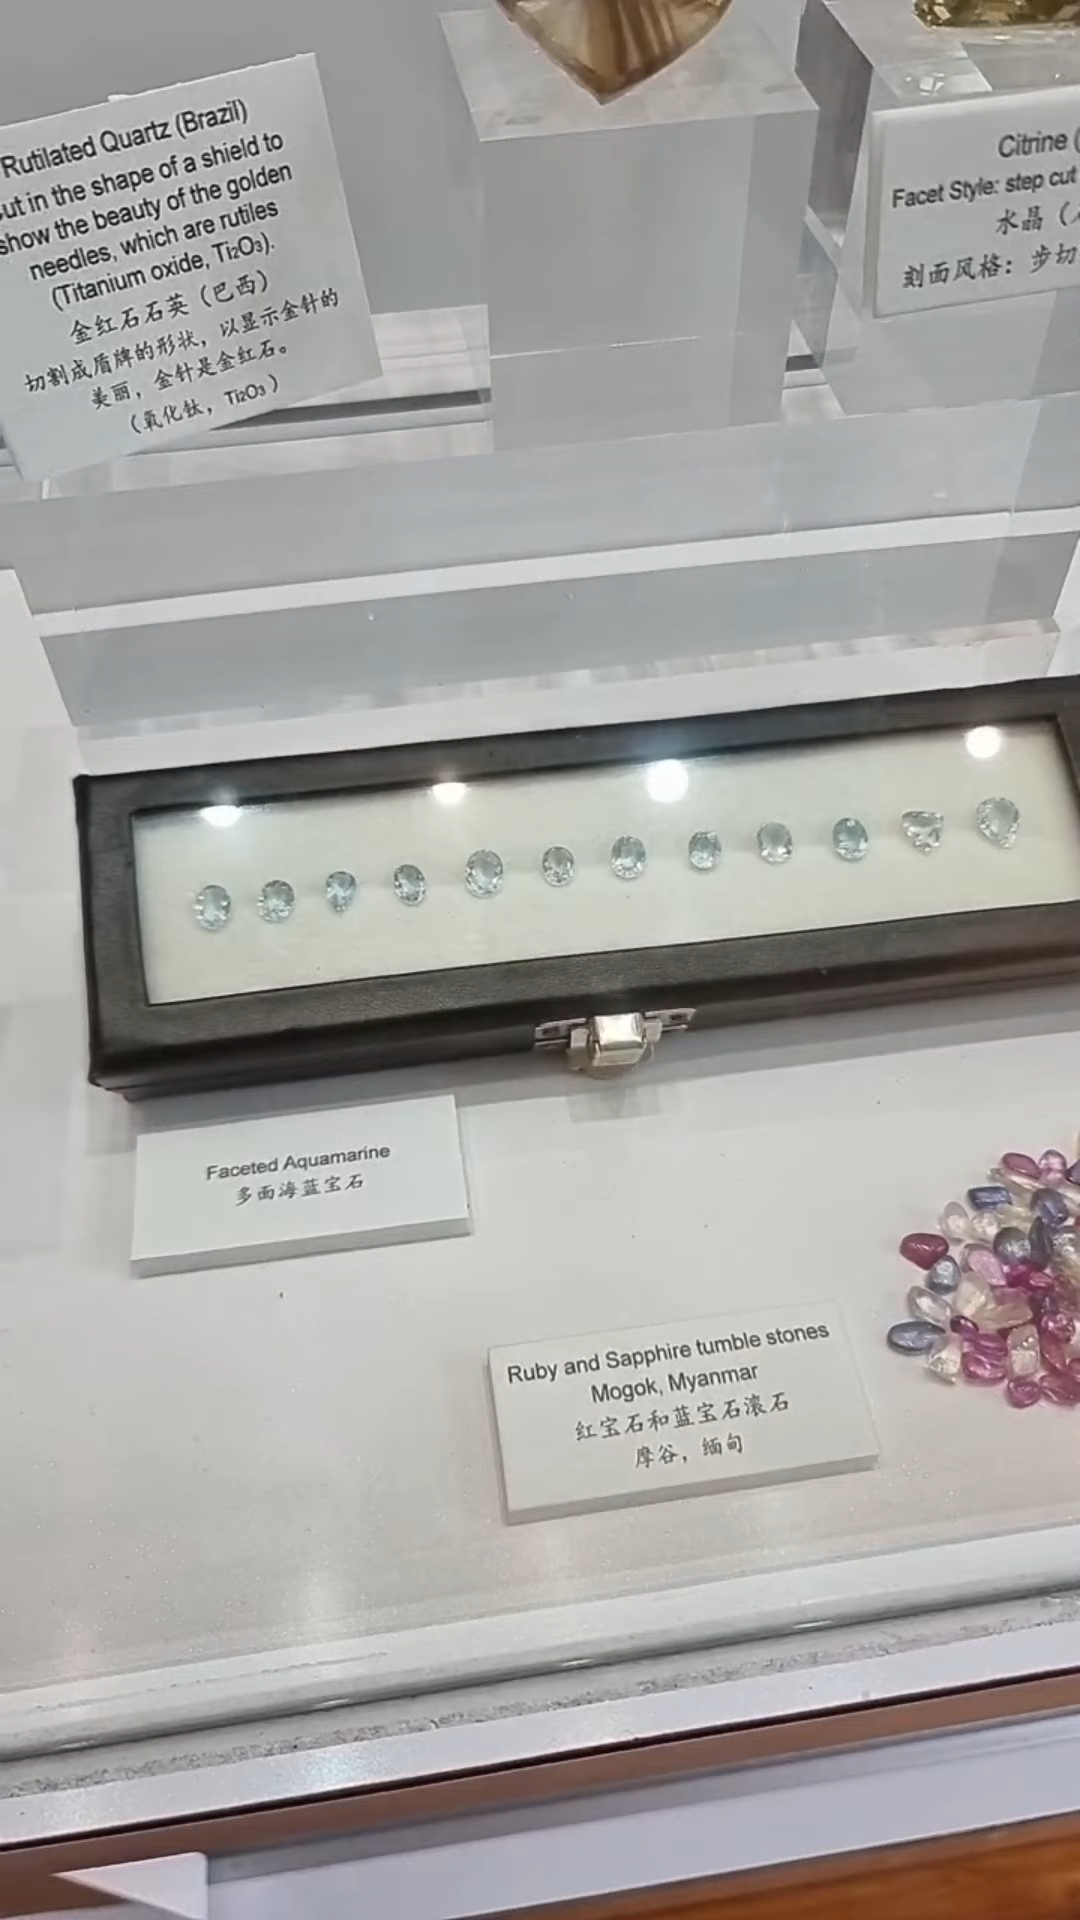 Rutilated Quartz (Brazil)
in the shape of a shield to
show the beauty of the golden
needles, which are rutiles
(Titanium oxide, Ti₂O₃).
金红石石英（巴西）
切割成盾牌的形状，以显示金针的
美丽，金针是金红石。
（氧化钛，Ti₂O₃）
Citrine (
Facet Style: step cut
水晶（
刻面风格：步切
Faceted Aquamarine
多面海蓝宝石
Ruby and Sapphire tumble stones
Mogok, Myanmar
红宝石和蓝宝石滚石
摩谷，缅甸